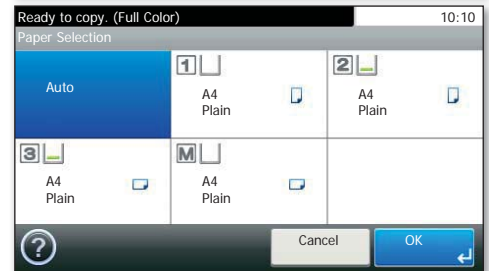 Ready to copy. (Full Color)
10:10
Paper Selection
Auto
1
A4
Plain
2
A4
Plain
3
A4
Plain
M
A4
Plain
?
Cancel
OK